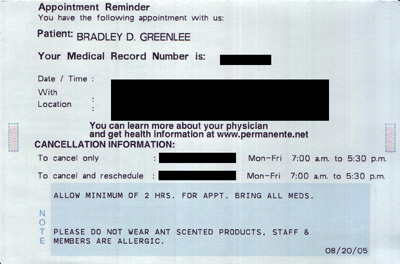 Appointment Reminder
You have the following appointment with us:
Patient: BRADLEY D. GREENLEE
Your Medical Record Number is:
Date / Time :
With :
Location :
You can learn more about your physician
and get health information at www.permanente.net
CANCELLATION INFORMATION:
To cancel only : Mon-Fri 7:00 a.m. to 5:30 p.m.
To cancel and reschedule : Mon-Fri 7:00 a.m. to 5:30 p.m.
ALLOW MINIMUM OF 2 HRS. FOR APPT. BRING ALL MEDS.
NOTE
PLEASE DO NOT WEAR ANT SCENTED PRODUCTS, STAFF &
MEMBERS ARE ALLERGIC.
08/20/05